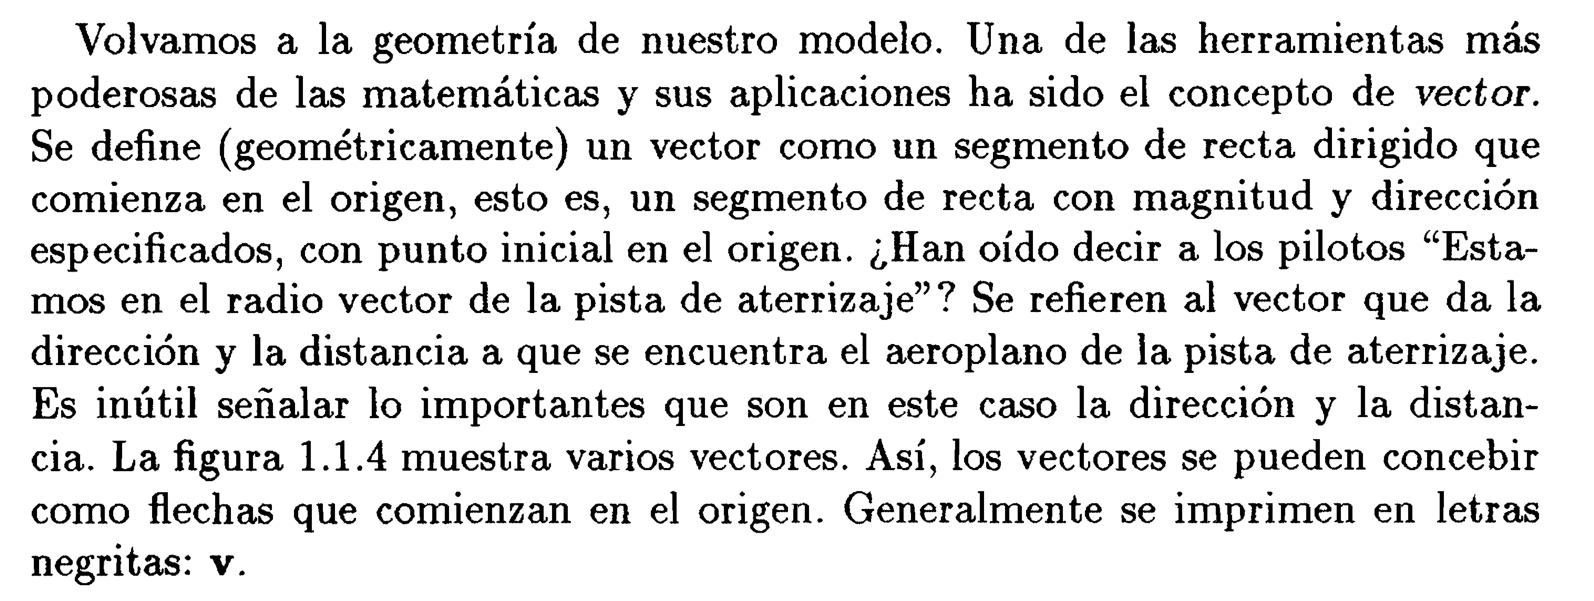 Volvamos a la geometría de nuestro modelo. Una de las herramientas más
poderosas de las matemáticas y sus aplicaciones ha sido el concepto de vector.
Se define (geométricamente) un vector como un segmento de recta dirigido que
comienza en el origen, esto es, un segmento de recta con magnitud y dirección
especificados, con punto inicial en el origen. ¿Han oído decir a los pilotos “Esta-
mos en el radio vector de la pista de aterrizaje”? Se refieren al vector que da la
dirección y la distancia a que se encuentra el aeroplano de la pista de aterrizaje.
Es inútil señalar lo importantes que son en este caso la dirección y la distan-
cia. La figura 1.1.4 muestra varios vectores. Así, los vectores se pueden concebir
como flechas que comienzan en el origen. Generalmente se imprimen en letras
negritas: v.